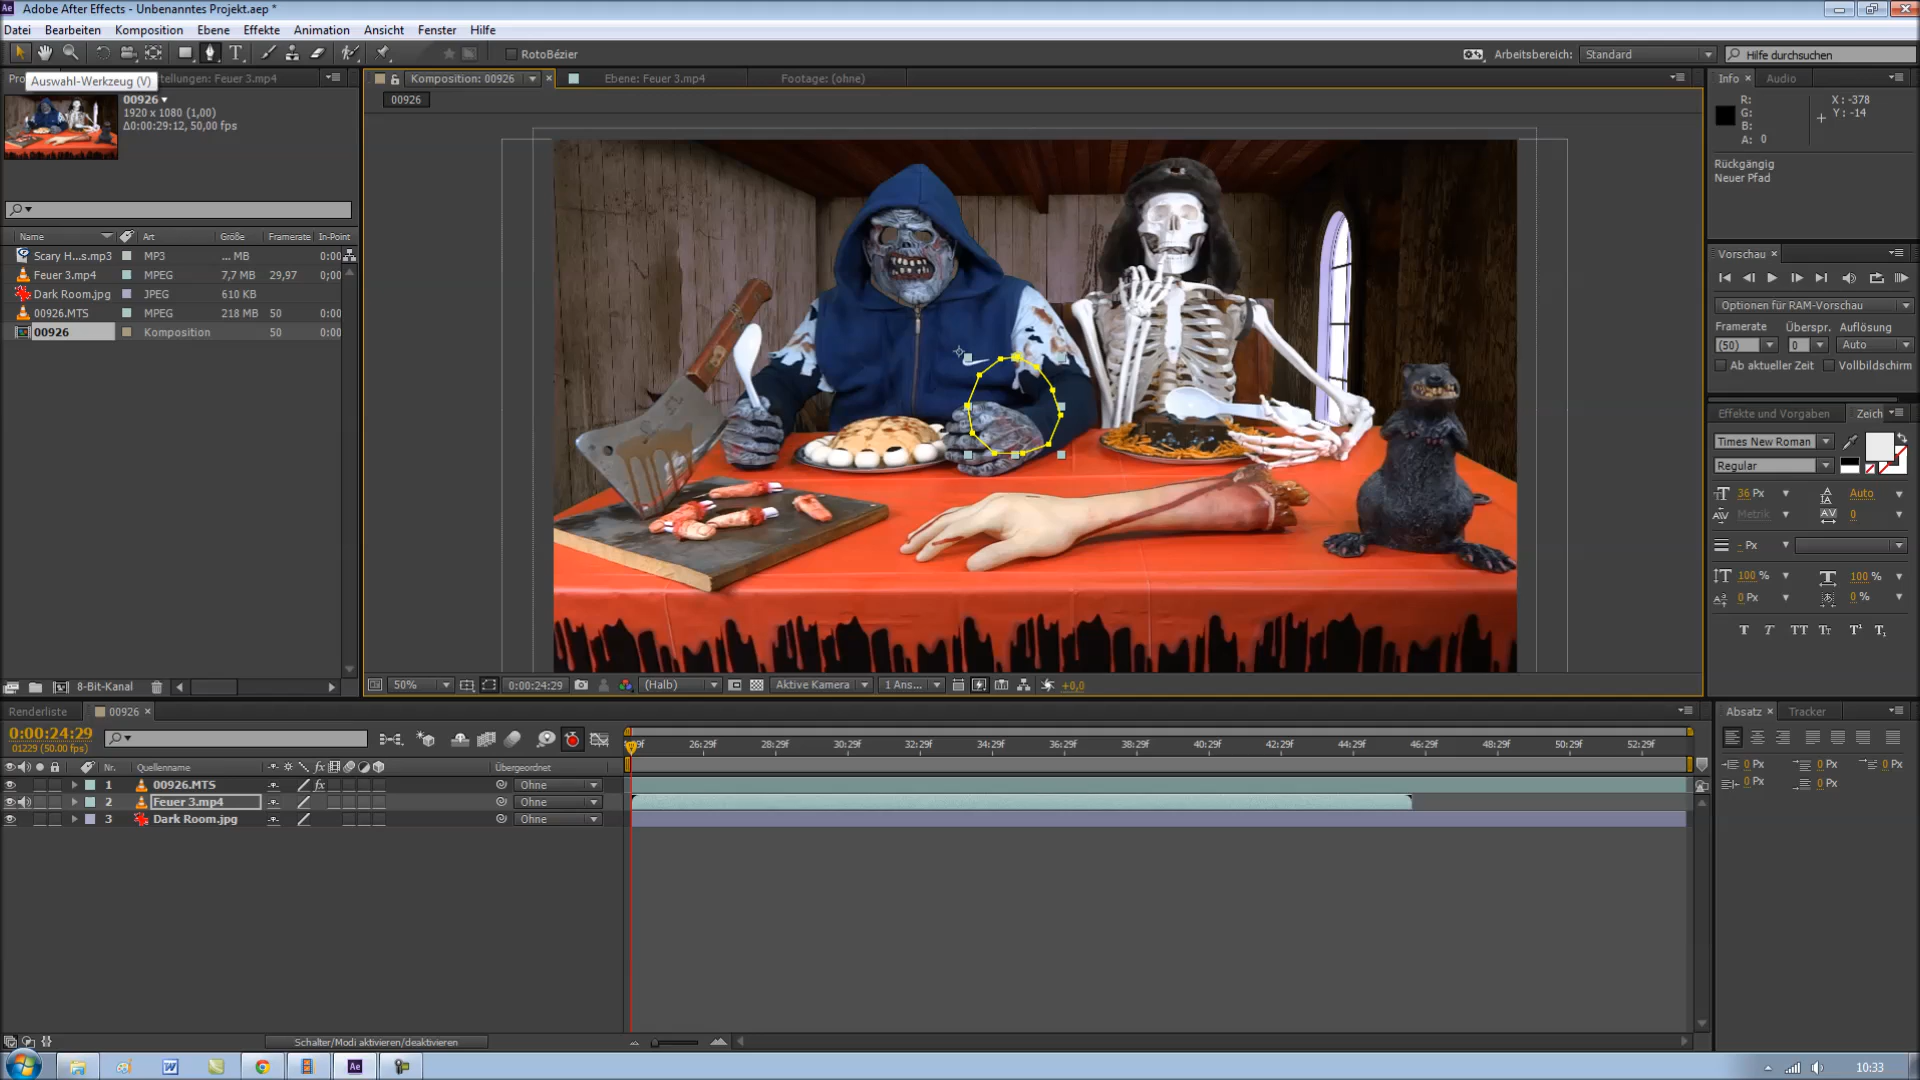 Adobe After Effects - Unbenanntes Projekt.aep *
Datei Bearbeiten Komposition Ebene Effekte Animation Ansicht Fenster Hilfe
RotoBézier
Arbeitsbereich: Standard
Hilfe durchsuchen
Auswahl-Werkzeug (V)
tellungen: Feuer 3.mp4
Komposition: 00926
Ebene: Feuer 3.mp4
Footage: (ohne)
Info
Audio
00926
1920 x 1080 (1,00)
Δ0:00:29:12, 50,00 fps
00926
R:
G:
B:
A: 0
X : -378
Y : -14
Rückgängig
Neuer Pfad
Name Art Größe Framerate In-Point
Scary H...s.mp3 MP3 ... MB 0:00
Feuer 3.mp4 MPEG 7,7 MB 29,97 0;00
Dark Room.jpg JPEG 610 KB
00926.MTS MPEG 218 MB 50 0:00
00926 Komposition 50 0:00
Vorschau
Optionen für RAM-Vorschau
Framerate Überspr. Auflösung
(50) 0 Auto
Ab aktueller Zeit Vollbildschirm
Effekte und Vorgaben Zeich
Times New Roman
Regular
36 Px Auto
Metrik 0
- Px
100 % 100 %
0 Px 0 %
T T TT TT T¹ T₁
8-Bit-Kanal
50% 0:00:24:29 (Halb) Aktive Kamera 1 Ans... +0,0
Renderliste 00926
Absatz Tracker
0:00:24:29
01229 (50.00 fps)
26:29f 28:29f 30:29f 32:29f 34:29f 36:29f 38:29f 40:29f 42:29f 44:29f 46:29f 48:29f 50:29f 52:29f
Nr. Quellenname Übergeordnet
1 00926.MTS Ohne
2 Feuer 3.mp4 Ohne
3 Dark Room.jpg Ohne
0 Px 0 Px 0 Px
0 Px 0 Px
Schalter/Modi aktivieren/deaktivieren
10:33